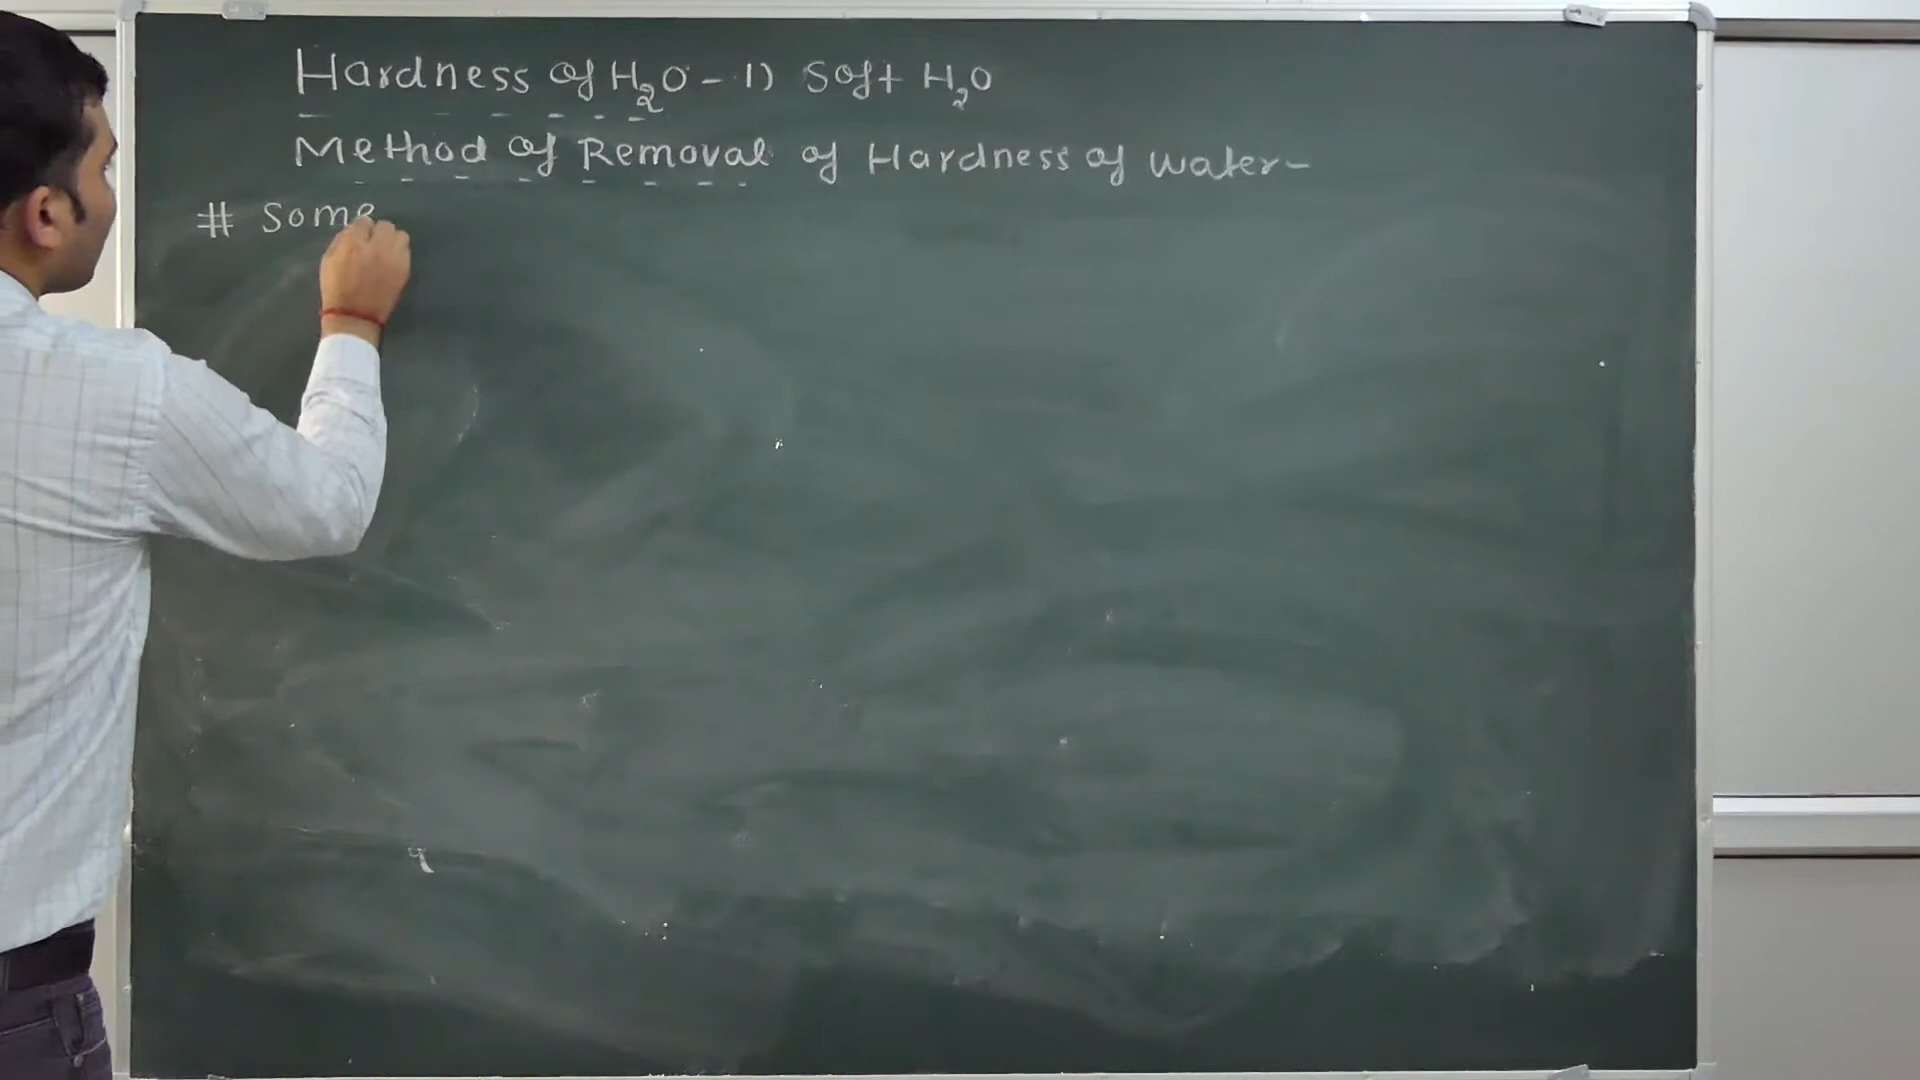 Hardness of H₂O - 1) Soft H₂O
Method of Removal of Hardness of water-
# Some